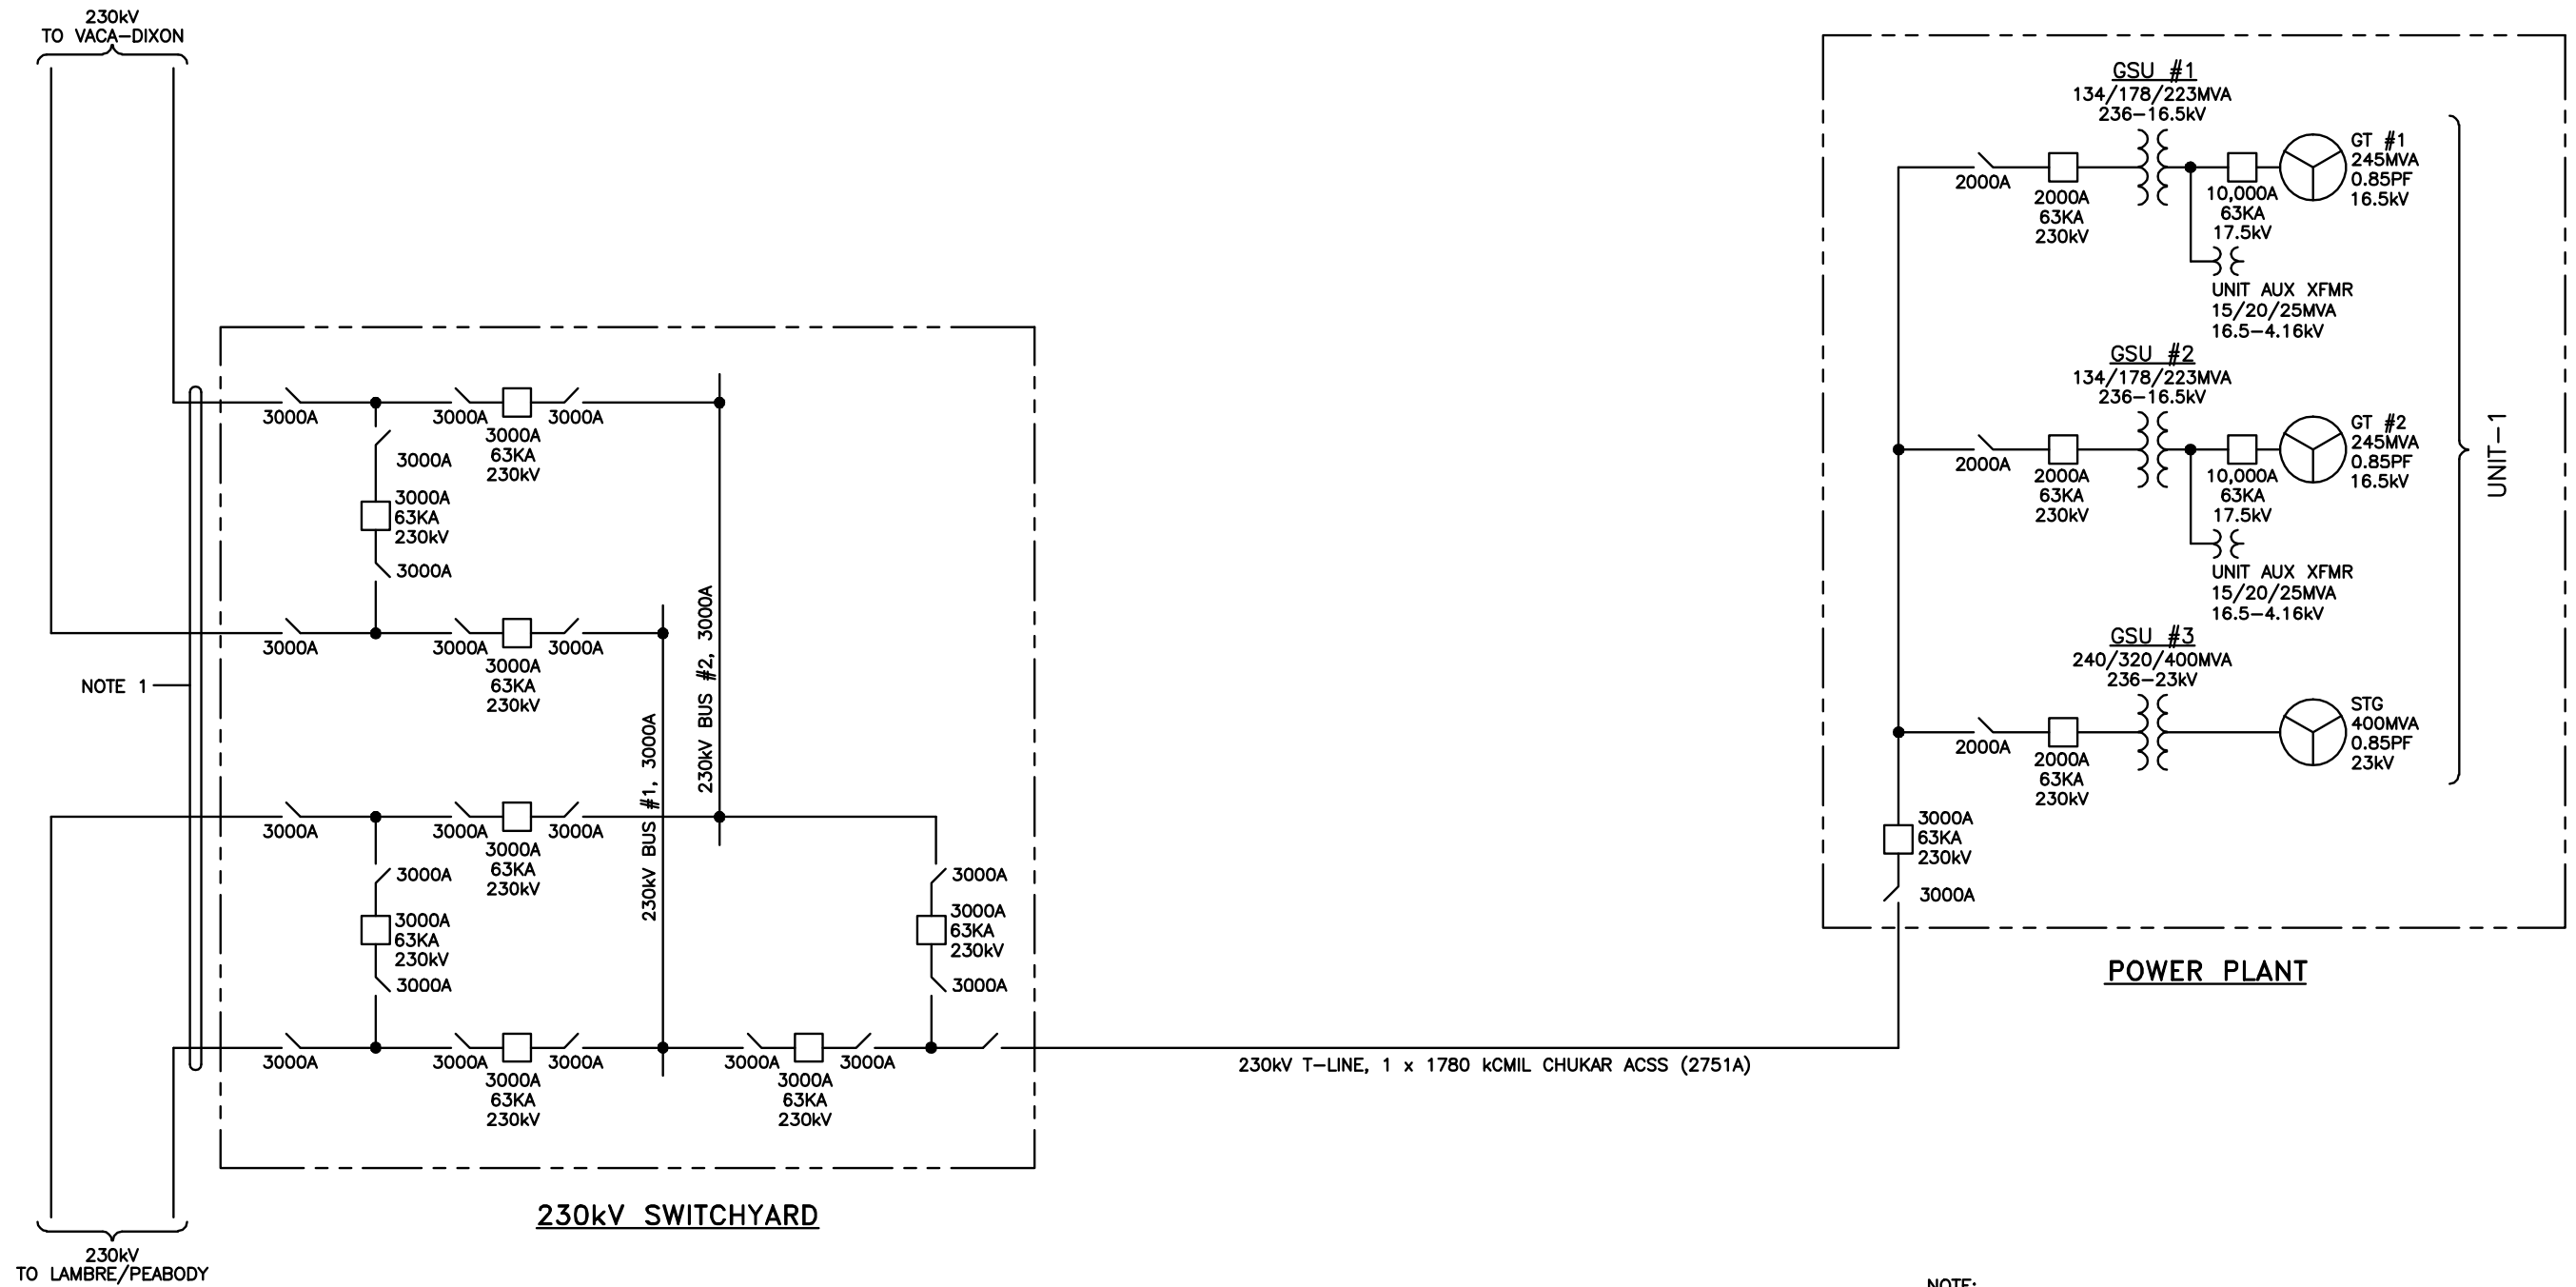 230kV
TO VACA-DIXON
3000A
3000A
3000A
3000A
63KA
230kV
3000A
3000A
63KA
230kV
3000A
3000A
3000A
3000A
3000A
63KA
230kV
NOTE 1
230kV BUS #1, 3000A
230kV BUS #2, 3000A
3000A
3000A
3000A
3000A
63KA
230kV
3000A
3000A
63KA
230kV
3000A
3000A
3000A
63KA
230kV
3000A
3000A
3000A
3000A
3000A
63KA
230kV
3000A
3000A
3000A
63KA
230kV
230kV SWITCHYARD
230kV
TO LAMBRE/PEABODY
230kV T-LINE, 1 x 1780 kCMIL CHUKAR ACSS (2751A)
GSU #1
134/178/223MVA
236-16.5kV
2000A
2000A
63KA
230kV
10,000A
63KA
17.5kV
GT #1
245MVA
0.85PF
16.5kV
UNIT AUX XFMR
15/20/25MVA
16.5-4.16kV
GSU #2
134/178/223MVA
236-16.5kV
2000A
2000A
63KA
230kV
10,000A
63KA
17.5kV
GT #2
245MVA
0.85PF
16.5kV
UNIT AUX XFMR
15/20/25MVA
16.5-4.16kV
UNIT-1
GSU #3
240/320/400MVA
236-23kV
2000A
2000A
63KA
230kV
STG
400MVA
0.85PF
23kV
3000A
63KA
230kV
3000A
POWER PLANT
NOTE: